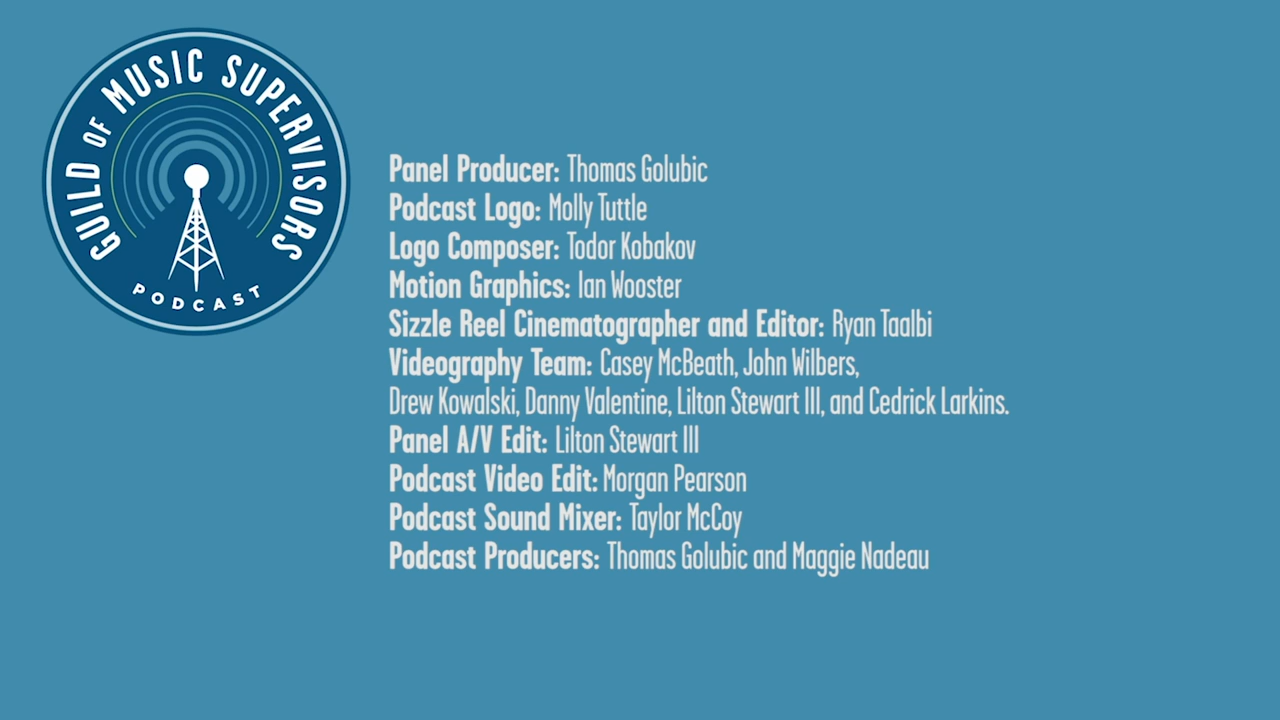 GUILD OF MUSIC SUPERVISORS
PODCAST
Panel Producer: Thomas Golubic
Podcast Logo: Molly Tuttle
Logo Composer: Todor Kobakov
Motion Graphics: Ian Wooster
Sizzle Reel Cinematographer and Editor: Ryan Taalbi
Videography Team: Casey McBeath, John Wilbers,
Drew Kowalski, Danny Valentine, Lilton Stewart III, and Cedrick Larkins.
Panel A/V Edit: Lilton Stewart III
Podcast Video Edit: Morgan Pearson
Podcast Sound Mixer: Taylor McCoy
Podcast Producers: Thomas Golubic and Maggie Nadeau